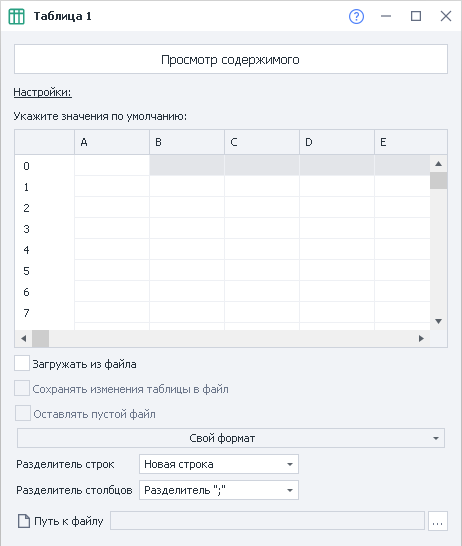 Таблица 1
Просмотр содержимого
Настройки:
Укажите значения по умолчанию:
A B C D E
0
1
2
3
4
5
6
7
Загружать из файла
Сохранять изменения таблицы в файл
Оставлять пустой файл
Свой формат
Разделитель строк Новая строка
Разделитель столбцов Разделитель ";"
Путь к файлу ...